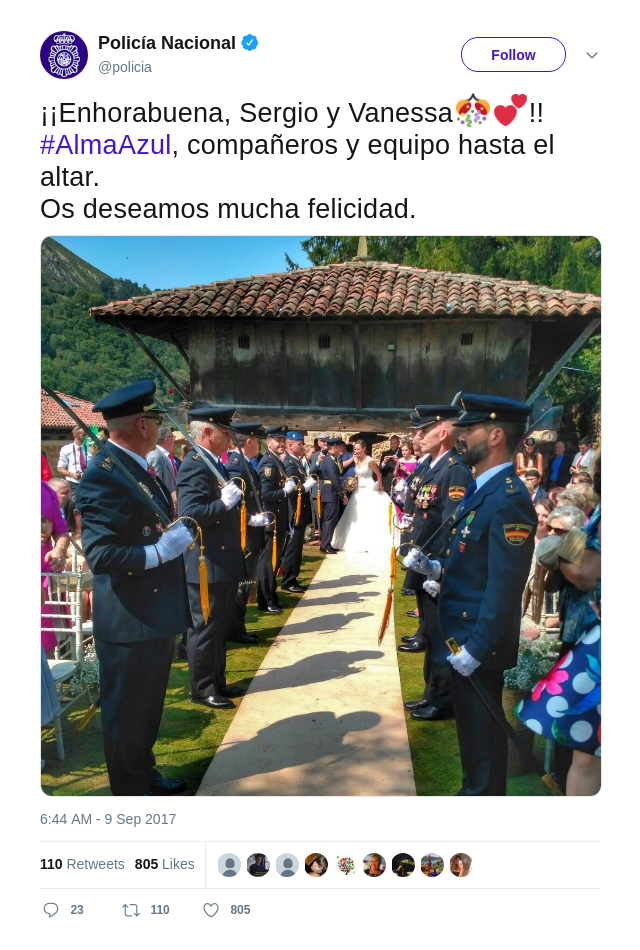 Policía Nacional
@policia
Follow
¡¡Enhorabuena, Sergio y Vanessa🎊💕!!
#AlmaAzul, compañeros y equipo hasta el
altar.
Os deseamos mucha felicidad.
6:44 AM - 9 Sep 2017
110 Retweets 805 Likes
23 110 805